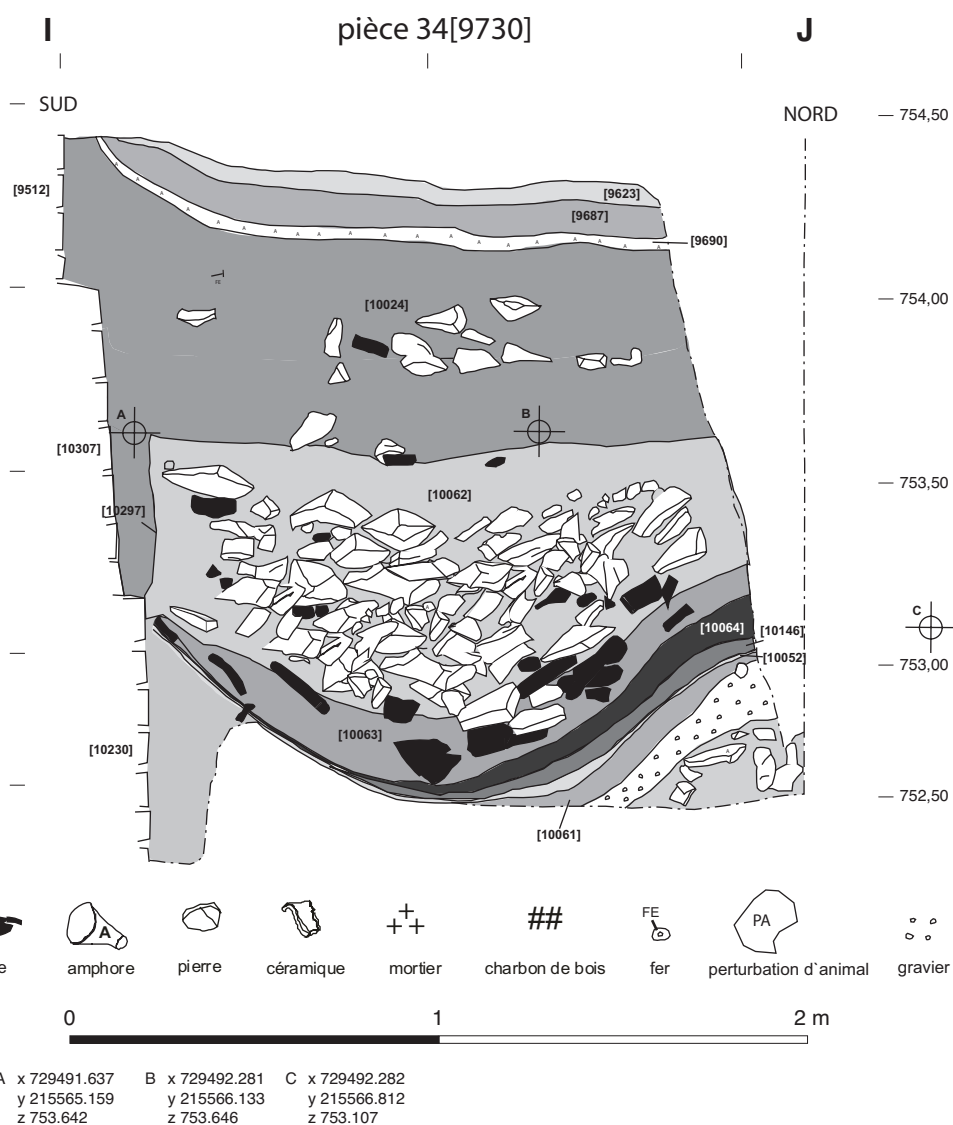 I pièce 34[9730] J
SUD
NORD
754,50
[9512]
[9623]
[9687]
[9690]
FE
754,00
[10024]
A
B
[10307]
753,50
[10062]
[10297]
C
[10064]
[10146]
753,00
[10052]
[10063]
[10230]
752,50
[10061]
A
##
FE
PA
e amphore pierre céramique mortier charbon de bois fer perturbation d`animal gravier
0 1 2 m
A x 729491.637 B x 729492.281 C x 729492.282
y 215565.159 y 215566.133 y 215566.812
z 753.642 z 753.646 z 753.107